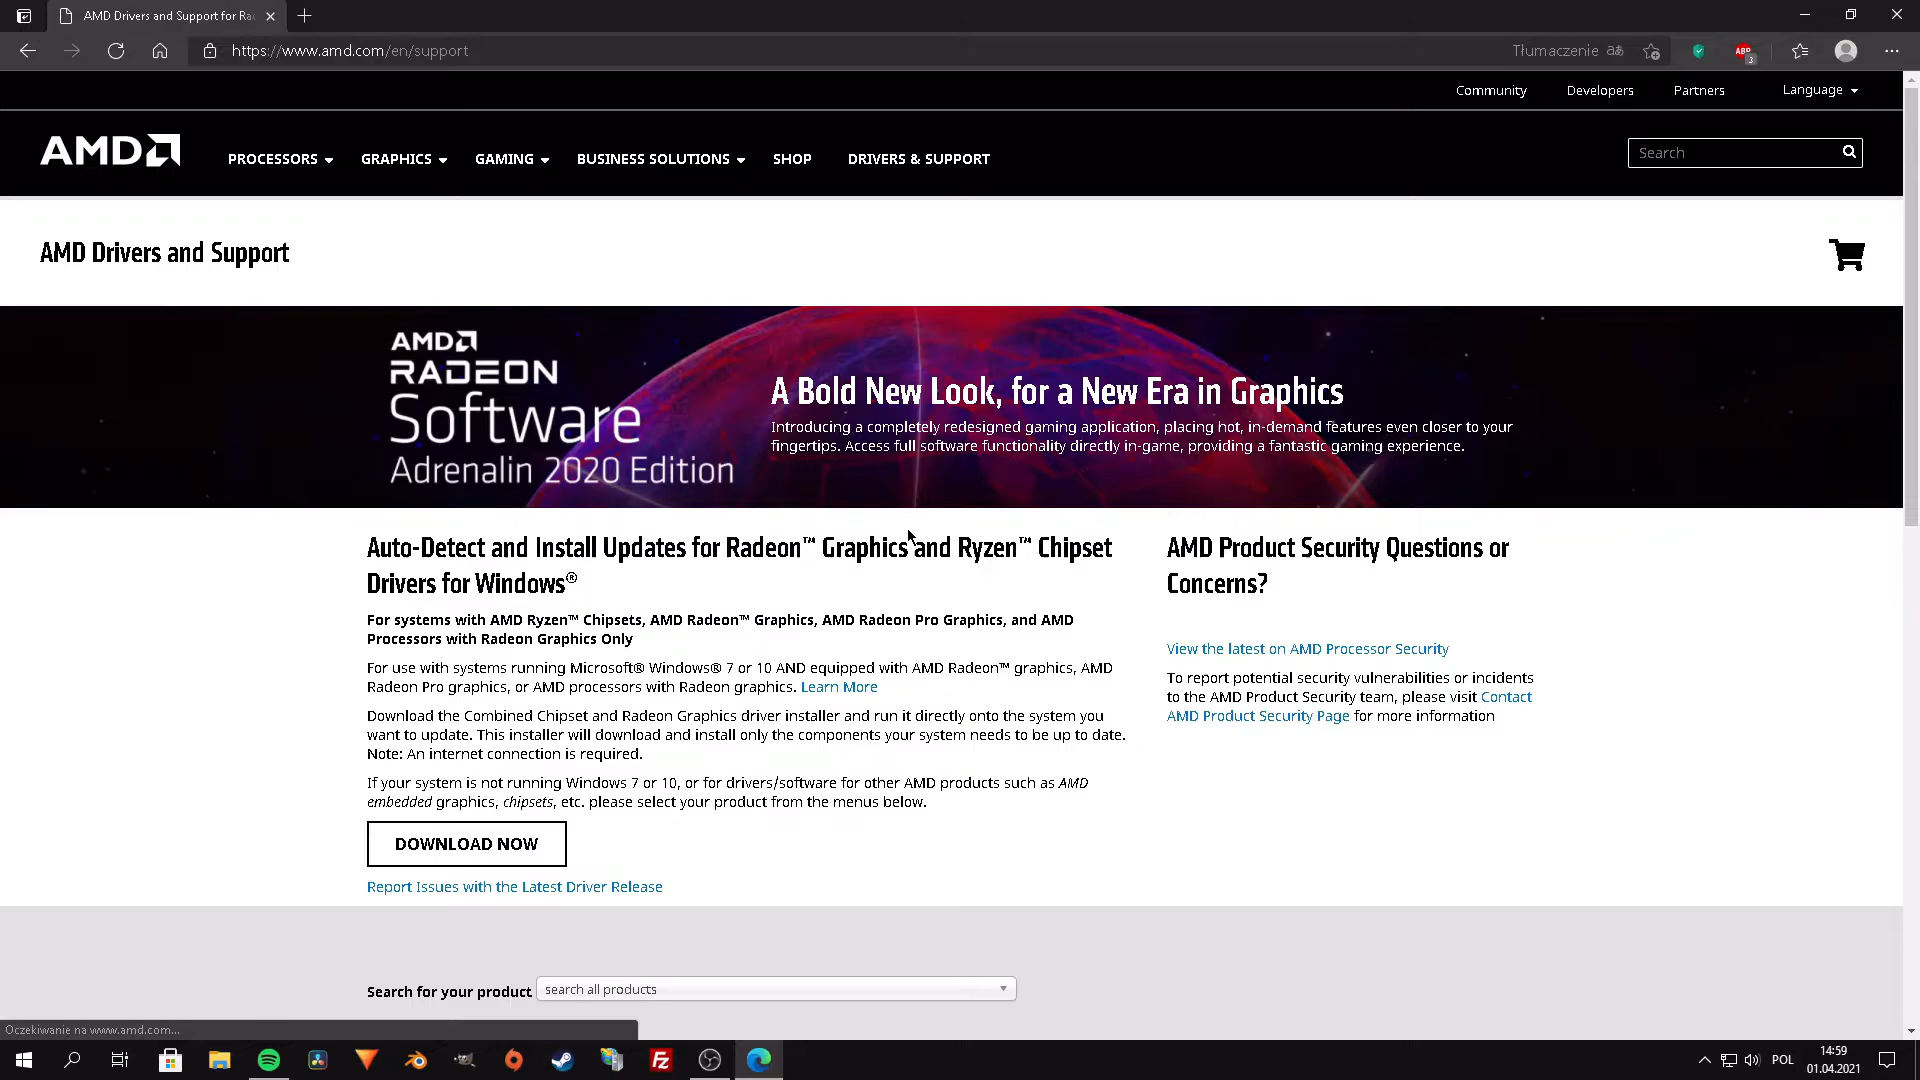 AMD Drivers and Support for Ra
https://www.amd.com/en/support
Tłumaczenie
ABP
3
Community
Developers
Partners
Language
AMD
PROCESSORS
GRAPHICS
GAMING
BUSINESS SOLUTIONS
SHOP
DRIVERS & SUPPORT
Search
AMD Drivers and Support
AMD
RADEON
Software
Adrenalin 2020 Edition
A Bold New Look, for a New Era in Graphics
Introducing a completely redesigned gaming application, placing hot, in-demand features even closer to your
fingertips. Access full software functionality directly in-game, providing a fantastic gaming experience.
Auto-Detect and Install Updates for Radeon™ Graphics and Ryzen™ Chipset
Drivers for Windows®
For systems with AMD Ryzen™ Chipsets, AMD Radeon™ Graphics, AMD Radeon Pro Graphics, and AMD
Processors with Radeon Graphics Only
For use with systems running Microsoft® Windows® 7 or 10 AND equipped with AMD Radeon™ graphics, AMD
Radeon Pro graphics, or AMD processors with Radeon graphics. Learn More
Download the Combined Chipset and Radeon Graphics driver installer and run it directly onto the system you
want to update. This installer will download and install only the components your system needs to be up to date.
Note: An internet connection is required.
If your system is not running Windows 7 or 10, or for drivers/software for other AMD products such as AMD
embedded graphics, chipsets, etc. please select your product from the menus below.
DOWNLOAD NOW
Report Issues with the Latest Driver Release
AMD Product Security Questions or
Concerns?
View the latest on AMD Processor Security
To report potential security vulnerabilities or incidents
to the AMD Product Security team, please visit Contact
AMD Product Security Page for more information
Search for your product
search all products
Oczekiwanie na www.amd.com...
Fz
POL
14:59
01.04.2021